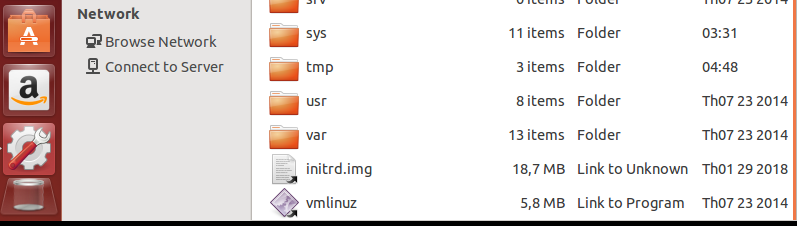 Network
Browse Network
Connect to Server
srv 6 items Folder Th07 23 2014
sys 11 items Folder 03:31
tmp 3 items Folder 04:48
usr 8 items Folder Th07 23 2014
var 13 items Folder Th07 23 2014
initrd.img 18,7 MB Link to Unknown Th01 29 2018
vmlinuz 5,8 MB Link to Program Th07 23 2014